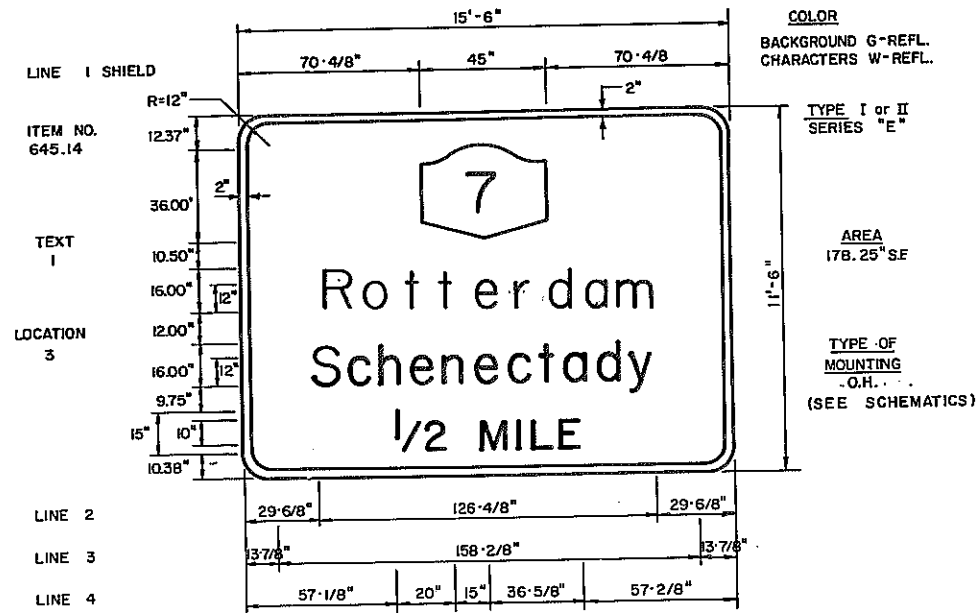 15'-6"
COLOR
BACKGROUND G-REFL.
CHARACTERS W-REFL.
LINE 1 SHIELD
70·4/8" 45" 70·4/8
R=12"
2"
TYPE I or II
SERIES "E"
ITEM NO.
645.14
12.37"
2"
36.00"
7
TEXT
1
10.50"
AREA
178.25" S.F.
11'-6"
16.00"
12"
Rotterdam
LOCATION
3
12.00"
16.00"
12"
Schenectady
TYPE OF
MOUNTING
O.H.
(SEE SCHEMATICS)
9.75"
15"
10"
1/2 MILE
10.38"
LINE 2
29·6/8" 126·4/8" 29·6/8"
LINE 3
13·7/8" 158·2/8" 13·7/8"
LINE 4
57·1/8" 20" 15" 36·5/8" 57·2/8"